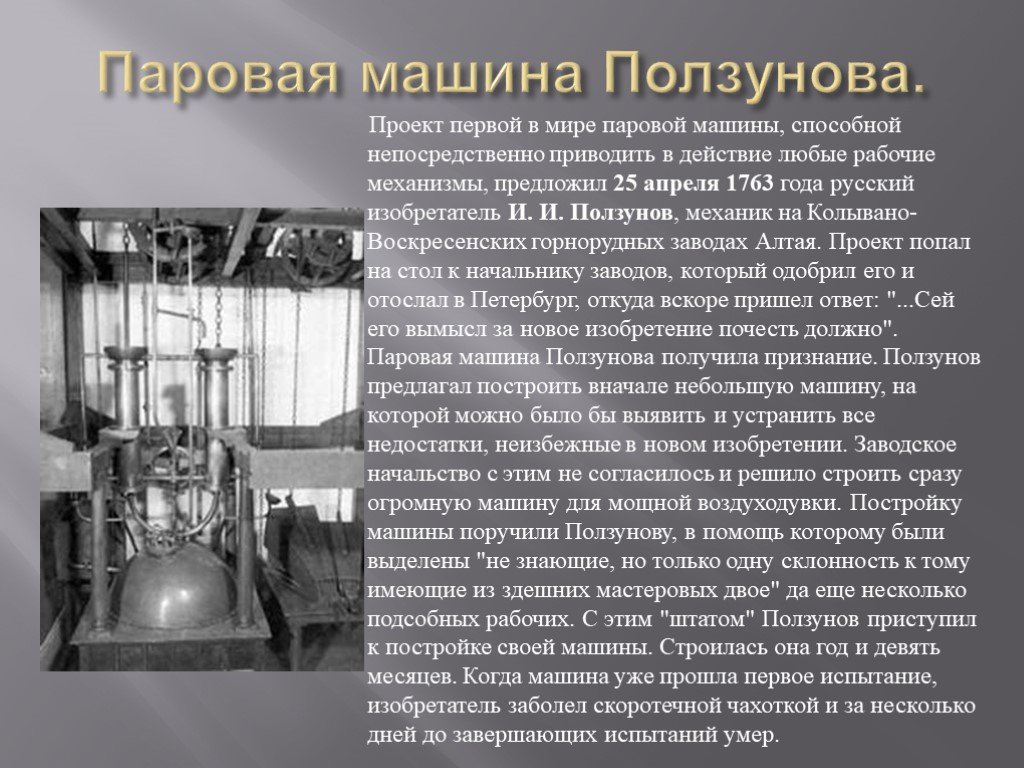 Паровая машина Ползунова.
Проект первой в мире паровой машины, способной
непосредственно приводить в действие любые рабочие
механизмы, предложил 25 апреля 1763 года русский
изобретатель И. И. Ползунов, механик на Колывано-
Воскресенских горнорудных заводах Алтая. Проект попал
на стол к начальнику заводов, который одобрил его и
отослал в Петербург, откуда вскоре пришел ответ: "...Сей
его вымысл за новое изобретение почесть должно".
Паровая машина Ползунова получила признание. Ползунов
предлагал построить вначале небольшую машину, на
которой можно было бы выявить и устранить все
недостатки, неизбежные в новом изобретении. Заводское
начальство с этим не согласилось и решило строить сразу
огромную машину для мощной воздуходувки. Постройку
машины поручили Ползунову, в помощь которому были
выделены "не знающие, но только одну склонность к тому
имеющие из здешних мастеровых двое" да еще несколько
подсобных рабочих. С этим "штатом" Ползунов приступил
к постройке своей машины. Строилась она год и девять
месяцев. Когда машина уже прошла первое испытание,
изобретатель заболел скоротечной чахоткой и за несколько
дней до завершающих испытаний умер.